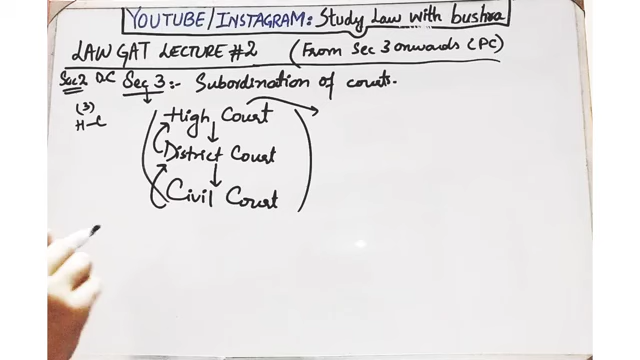 YOUTUBE/INSTAGRAM: Study Law with bushra
LAW GAT LECTURE #2 (From Sec 3 onwards CPC)
Sec 2 DC Sec 3:- Subordination of courts.
(3)
H-C
High Court
District Court
Civil Court